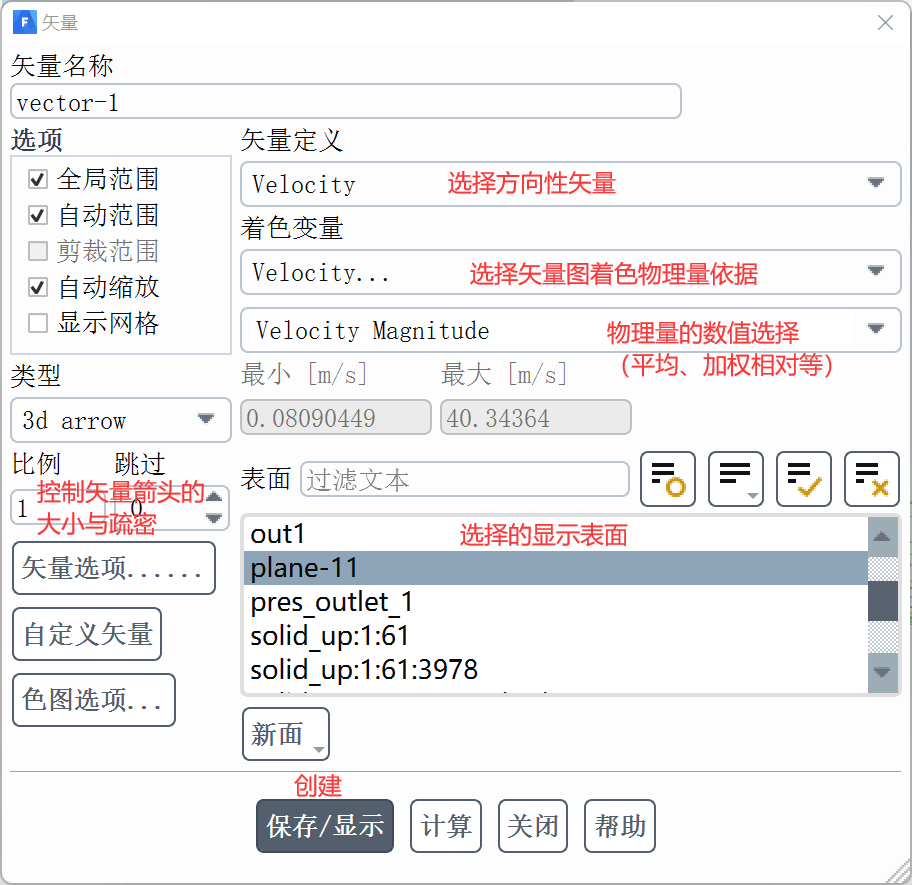 矢量
矢量名称
vector-1
选项
全局范围
自动范围
剪裁范围
自动缩放
显示网格
矢量定义
Velocity
选择方向性矢量
着色变量
Velocity...
选择矢量图着色物理量依据
Velocity Magnitude
物理量的数值选择
（平均、加权相对等）
最小 [m/s]
最大 [m/s]
0.08090449
40.34364
类型
3d arrow
比例
跳过
1
0
控制矢量箭头的
大小与疏密
矢量选项......
自定义矢量
色图选项...
表面
过滤文本
out1
选择的显示表面
plane-11
pres_outlet_1
solid_up:1:61
solid_up:1:61:3978
新面
创建
保存/显示
计算
关闭
帮助